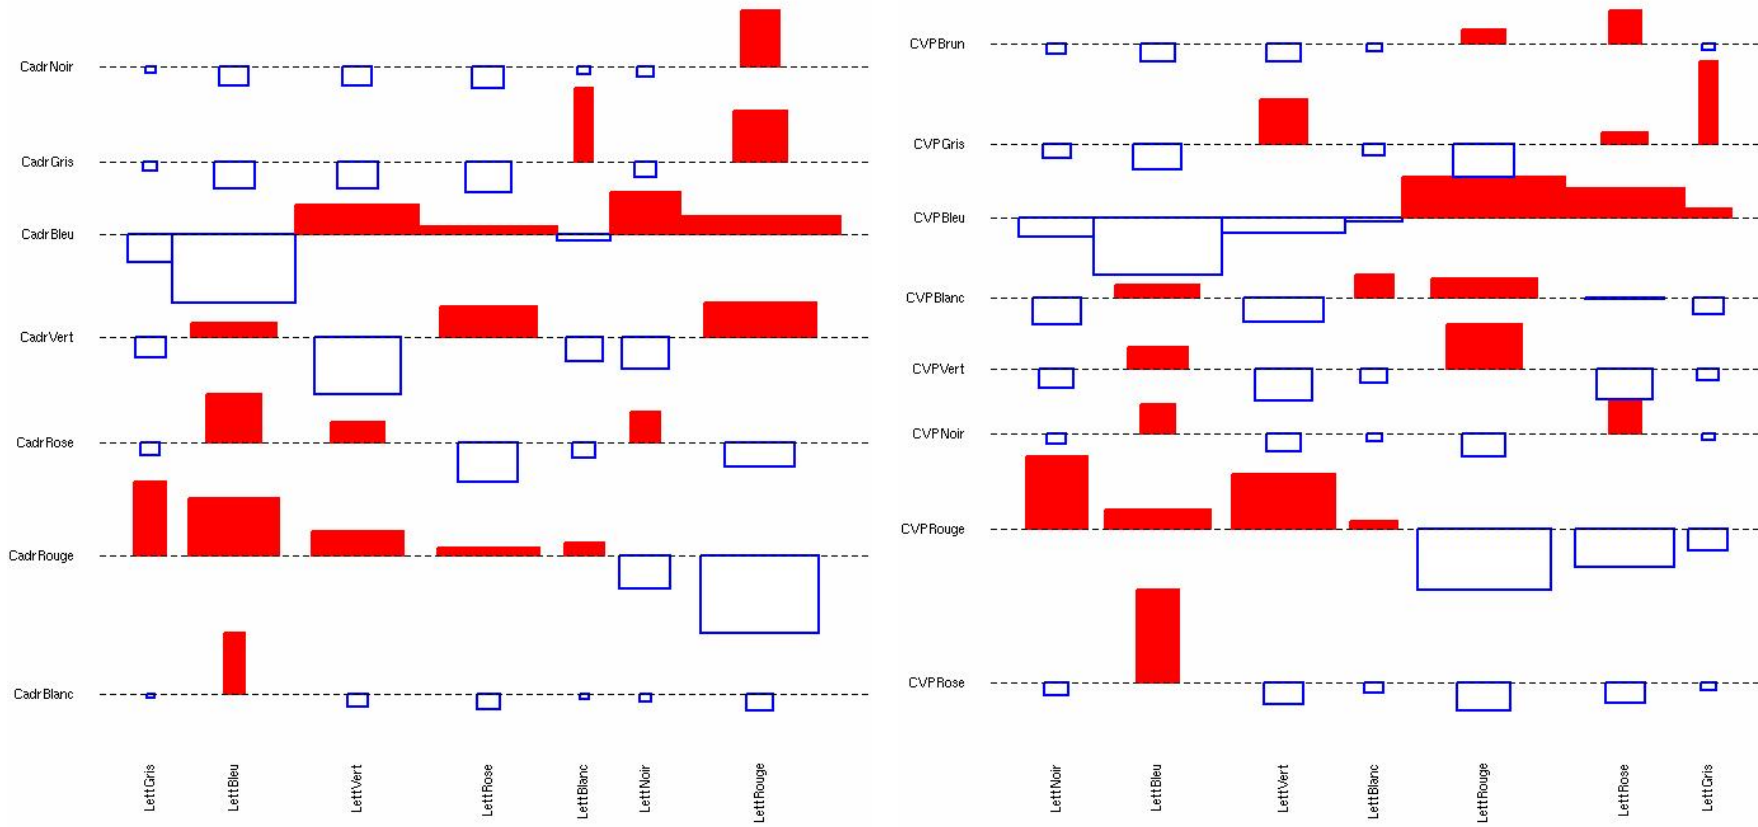 CadrNoir
CadrGris
CadrBleu
CadrVert
CadrRose
CadrRouge
CadrBlanc
LettGris
LettBleu
LettVert
LettRose
LettBlanc
LettNoir
LettRouge
CVPBrun
CVPGris
CVPBleu
CVPBlanc
CVPVert
CVPNoir
CVPRouge
CVPRose
LettNoir
LettBleu
LettVert
LettBlanc
LettRouge
LettRose
LettGris